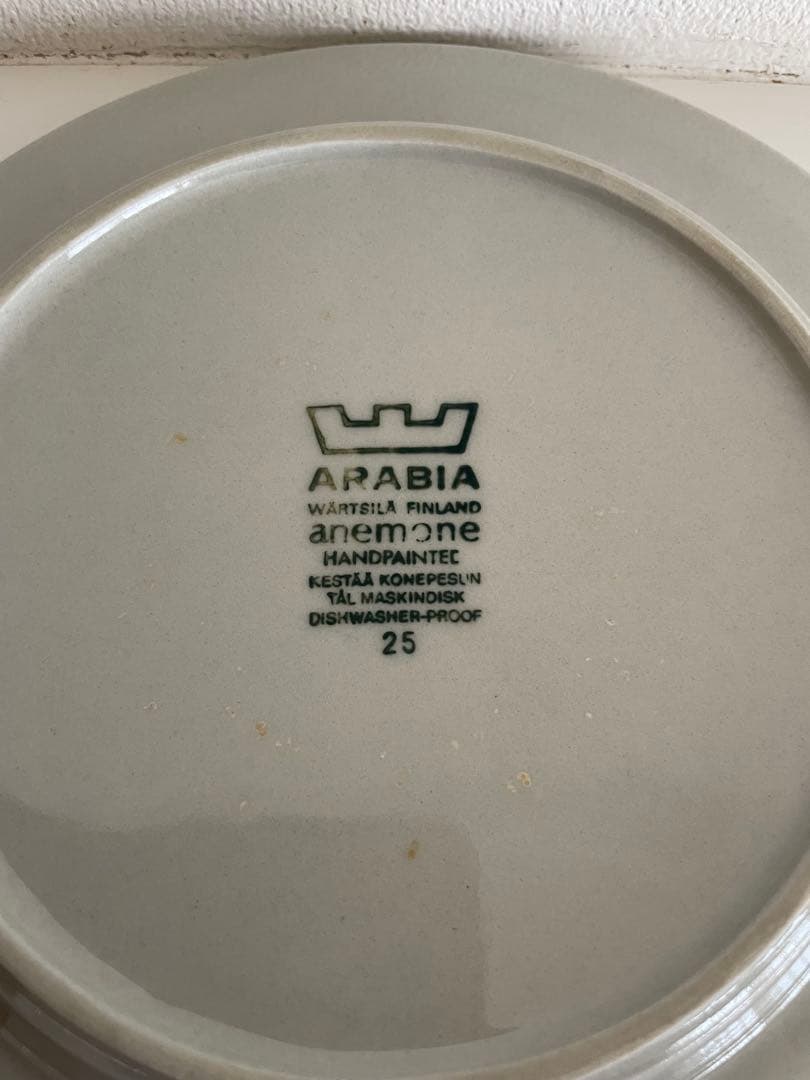 ARABIA
WÄRTSILÄ FINLAND
anemone
HANDPAINTED
KESTÄÄ KONEPESUN
TÅL MASKINDISK
DISHWASHER-PROOF
25